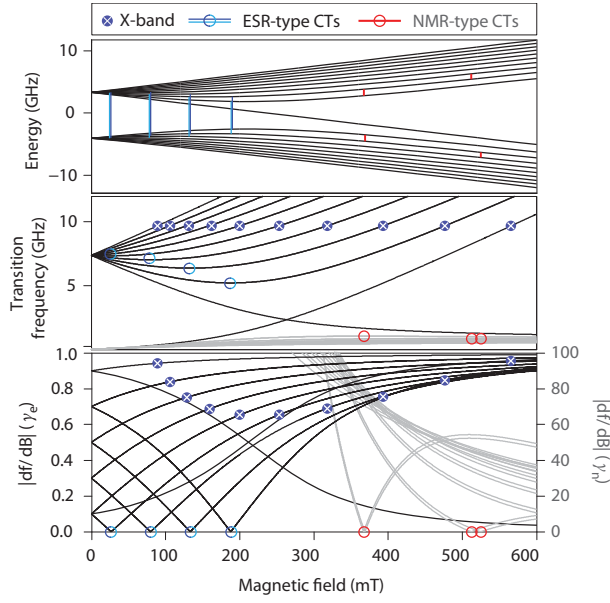 X-band ESR-type CTs NMR-type CTs
10
0
−10
Energy (GHz)
10
5
1
Transition
frequency (GHz)
1.0
0.8
0.6
0.4
0.2
0.0
|df/ dB| (γe)
100
80
60
40
20
0
|df/ dB| (γn)
0 100 200 300 400 500 600
Magnetic field (mT)